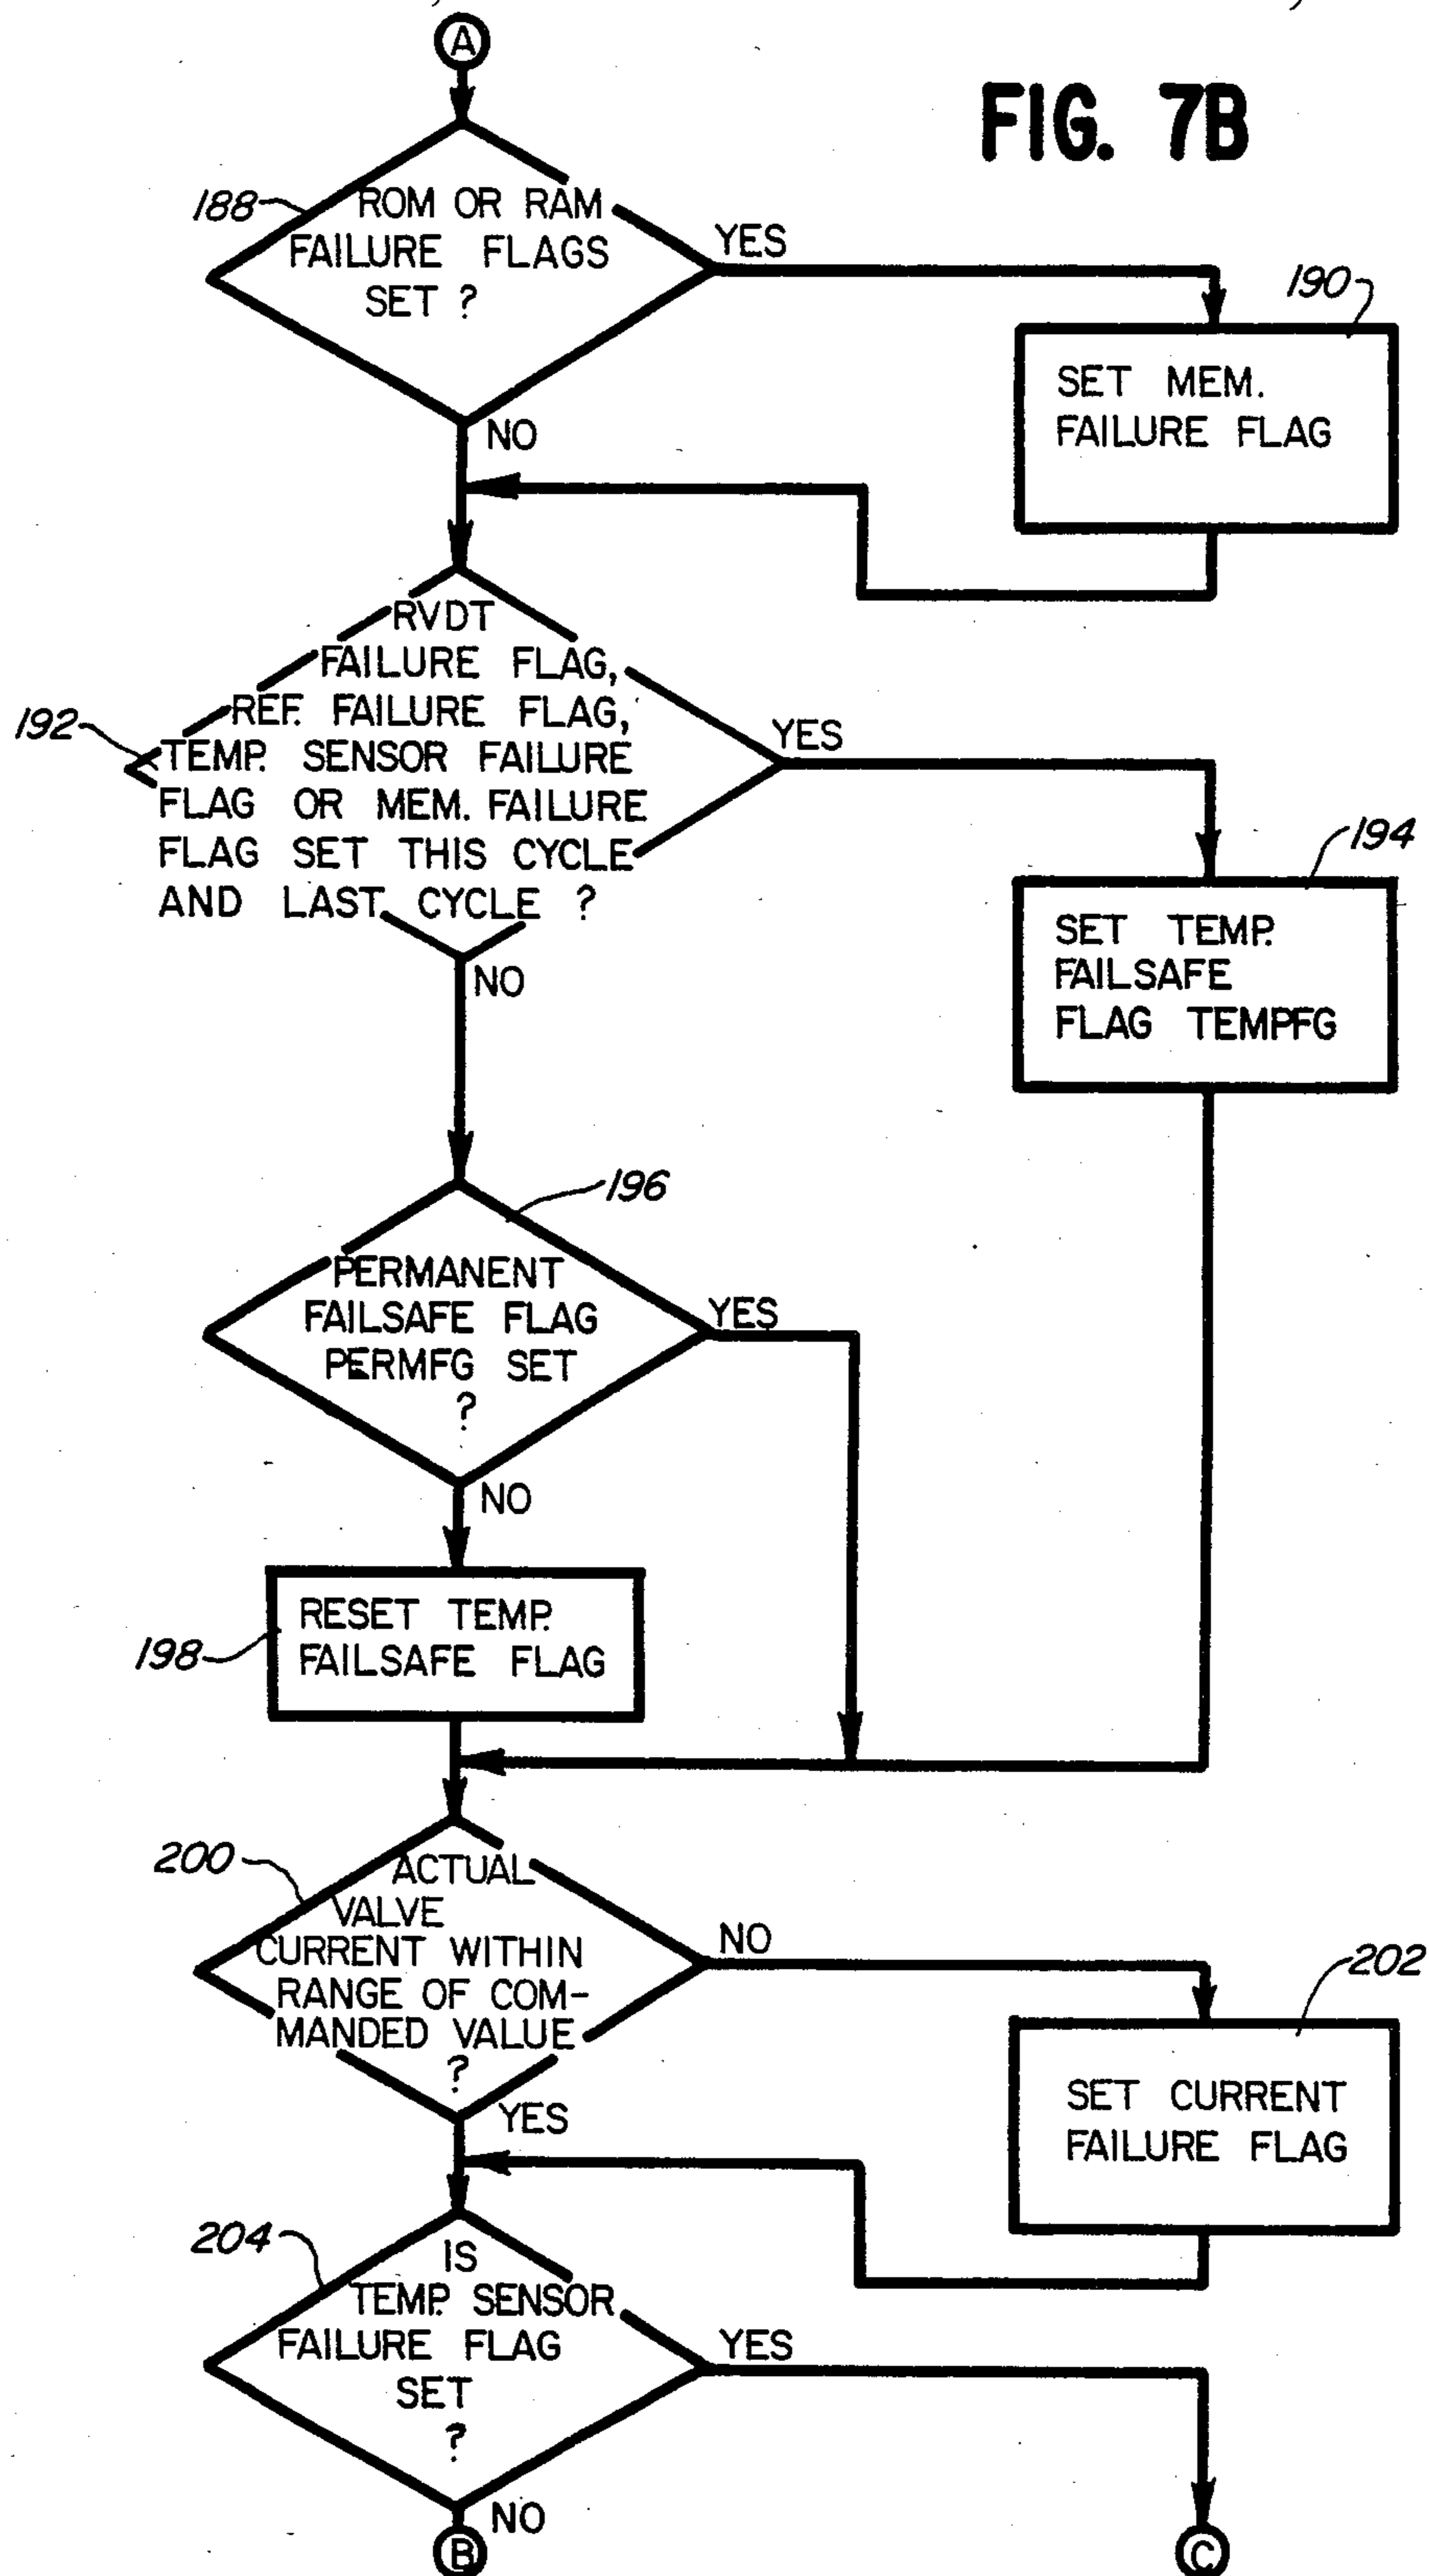 A
FIG. 7B
188
ROM OR RAM
FAILURE FLAGS
SET ?
YES
190
SET MEM.
FAILURE FLAG
NO
RVDT
FAILURE FLAG,
REF. FAILURE FLAG,
192
TEMP. SENSOR FAILURE
FLAG OR MEM. FAILURE
FLAG SET THIS CYCLE
AND LAST CYCLE ?
YES
194
SET TEMP.
FAILSAFE
FLAG TEMPFG
NO
196
PERMANENT
FAILSAFE FLAG
PERMFG SET
?
YES
NO
RESET TEMP.
FAILSAFE FLAG
198
200
ACTUAL
VALVE
CURRENT WITHIN
RANGE OF COM-
MANDED VALUE
?
NO
202
SET CURRENT
FAILURE FLAG
YES
204
IS
TEMP. SENSOR
FAILURE FLAG
SET
?
YES
NO
B
C